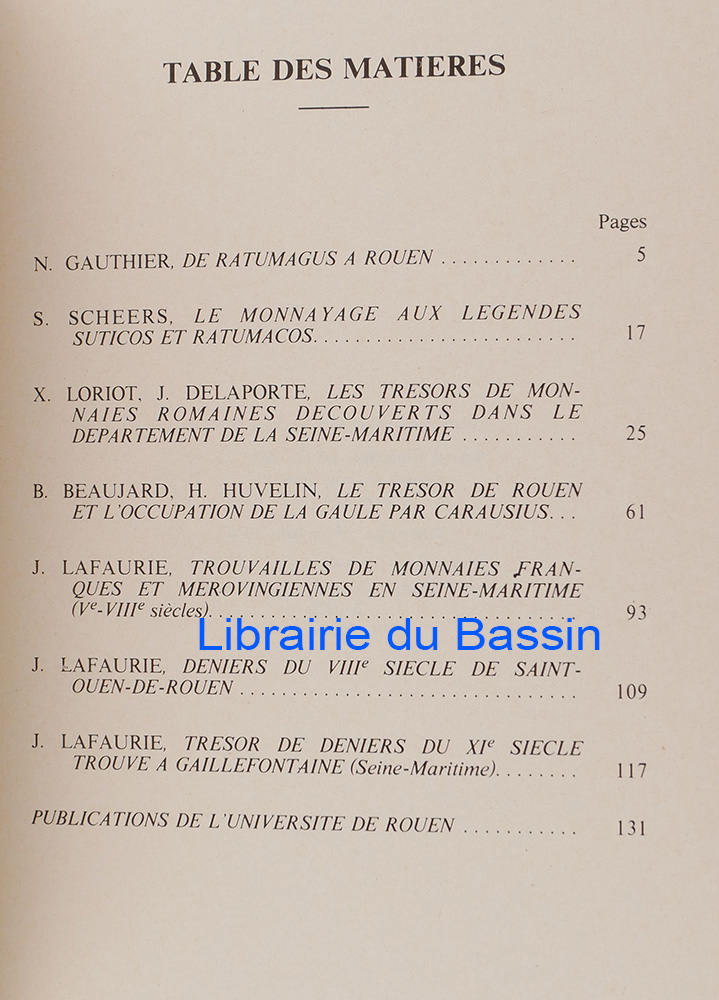 TABLE DES MATIERES
Pages
N. GAUTHIER, DE RATUMAGUS A ROUEN ............. 5
S. SCHEERS, LE MONNAYAGE AUX LEGENDES
SUTICOS ET RATUMACOS......................... 17
X. LORIOT, J. DELAPORTE, LES TRESORS DE MON-
NAIES ROMAINES DECOUVERTS DANS LE
DEPARTEMENT DE LA SEINE-MARITIME ........... 25
B. BEAUJARD, H. HUVELIN, LE TRESOR DE ROUEN
ET L'OCCUPATION DE LA GAULE PAR CARAUSIUS... 61
J. LAFAURIE, TROUVAILLES DE MONNAIES FRAN-
QUES ET MEROVINGIENNES EN SEINE-MARITIME
(Ve-VIIIe siècles)................................. 93
Librairie du Bassin
J. LAFAURIE, DENIERS DU VIIIe SIECLE DE SAINT-
OUEN-DE-ROUEN ................................ 109
J. LAFAURIE, TRESOR DE DENIERS DU XIe SIECLE
TROUVE A GAILLEFONTAINE (Seine-Maritime)........ 117
PUBLICATIONS DE L'UNIVERSITE DE ROUEN ........... 131